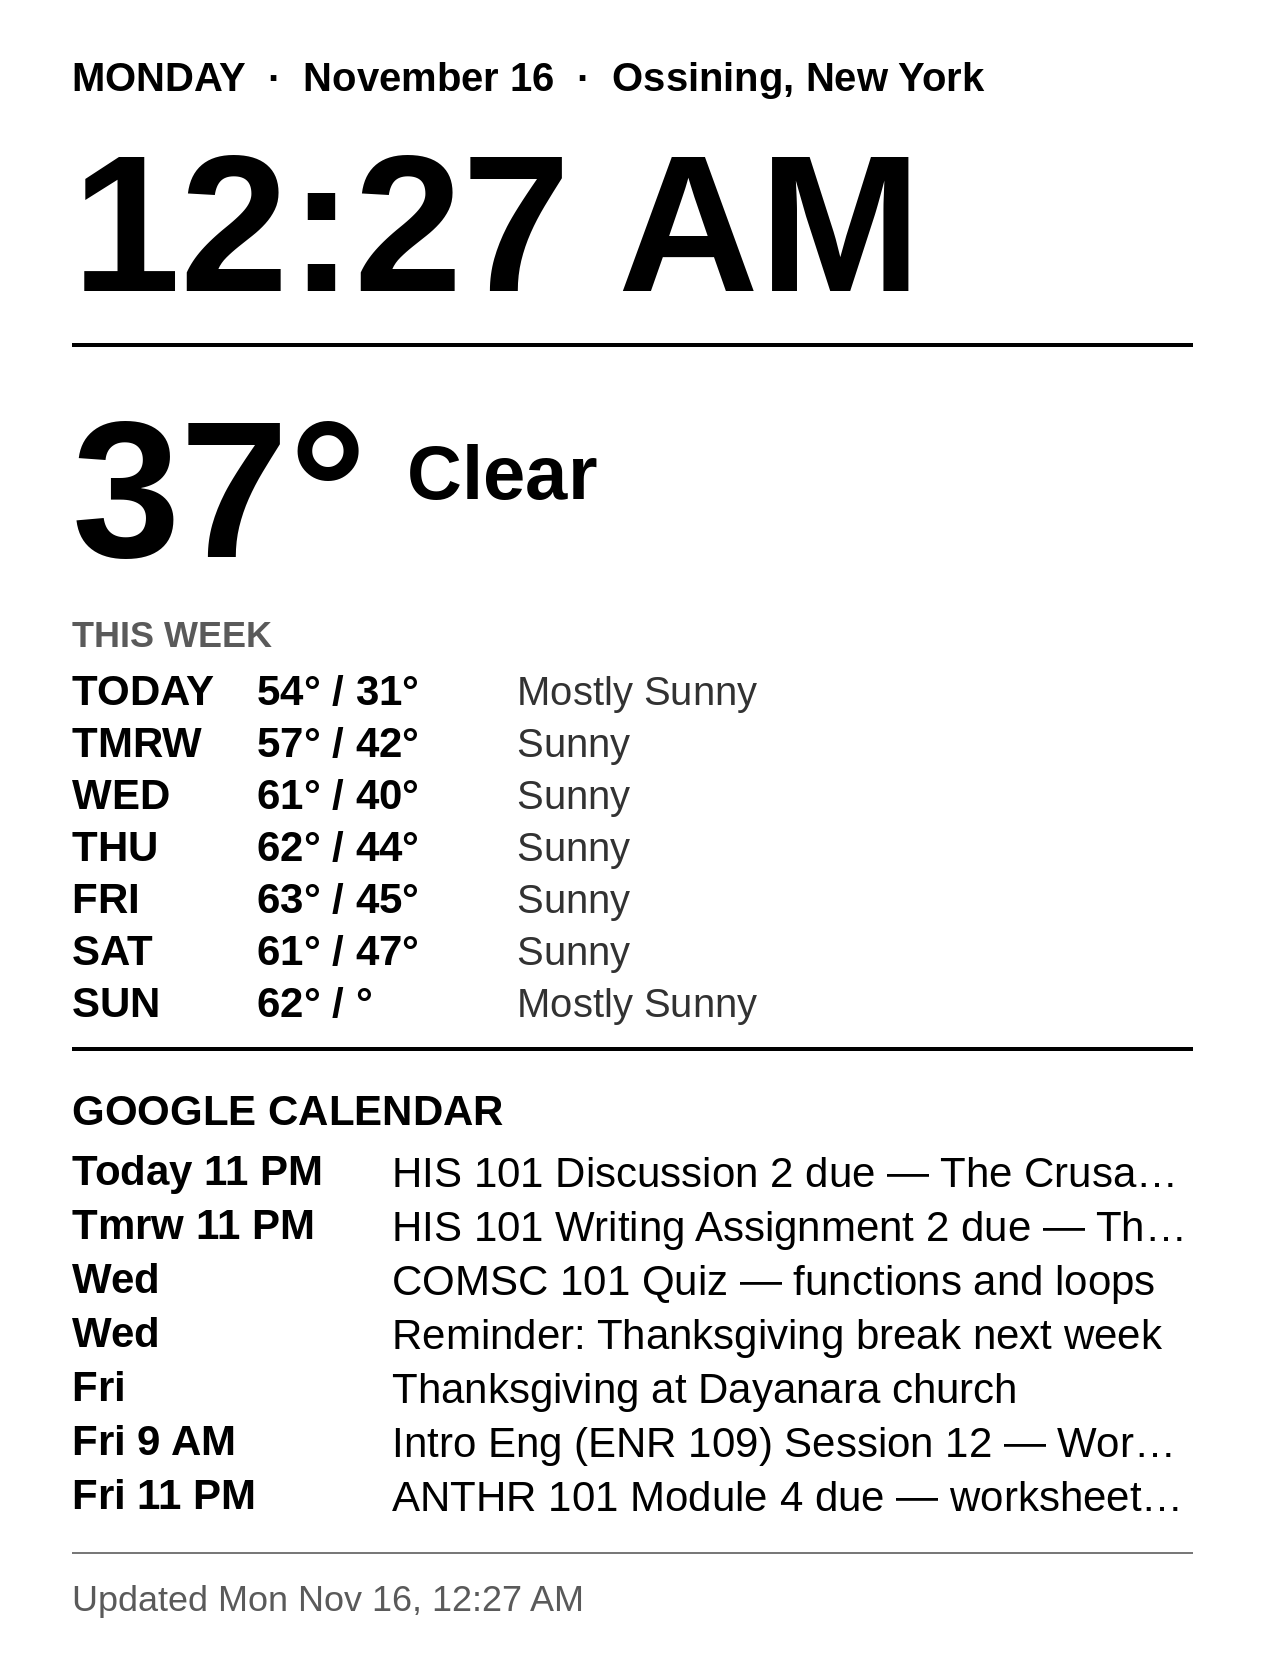 MONDAY · November 16 · Ossining, New York
12:27 AM
37° Clear
THIS WEEK
TODAY 54° / 31° Mostly Sunny
TMRW 57° / 42° Sunny
WED 61° / 40° Sunny
THU 62° / 44° Sunny
FRI 63° / 45° Sunny
SAT 61° / 47° Sunny
SUN 62° / ° Mostly Sunny
GOOGLE CALENDAR
Today 11 PM HIS 101 Discussion 2 due — The Crusa…
Tmrw 11 PM HIS 101 Writing Assignment 2 due — Th…
Wed COMSC 101 Quiz — functions and loops
Wed Reminder: Thanksgiving break next week
Fri Thanksgiving at Dayanara church
Fri 9 AM Intro Eng (ENR 109) Session 12 — Wor…
Fri 11 PM ANTHR 101 Module 4 due — worksheet…
Updated Mon Nov 16, 12:27 AM